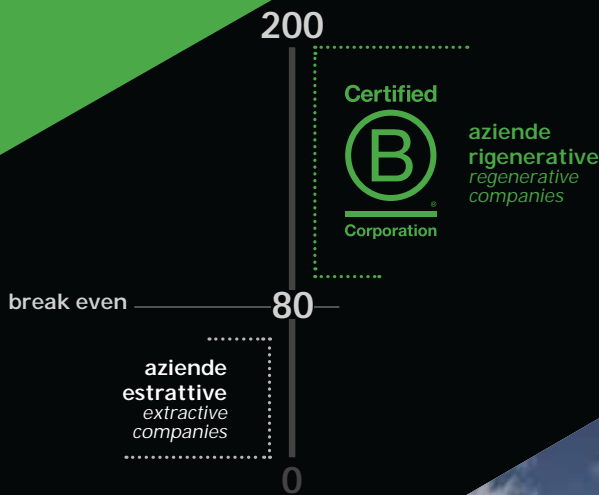 200
Certified
B
®
Corporation
aziende
rigenerative
regenerative
companies
break even
80
aziende
estrattive
extractive
companies
0